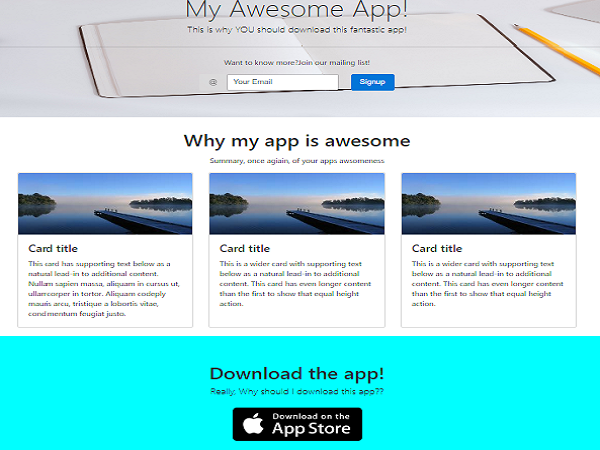 My Awesome App!
This is why YOU should download this fantastic app!
Want to know more?Join our mailing list!
@ Your Email Signup
Why my app is awesome
Summary, once agiain, of your apps awsomeness
Card title
This card has supporting text below as a
natural lead-in to additional content.
Nullam sapien massa, aliquam in cursus ut,
ullamcorper in tortor. Aliquam codeply
mauris arcu, tristique a lobortis vitae,
condimentum feugiat justo.
Card title
This is a wider card with supporting text
below as a natural lead-in to additional
content. This card has even longer content
than the first to show that equal height
action.
Card title
This is a wider card with supporting text
below as a natural lead-in to additional
content. This card has even longer content
than the first to show that equal height
action.
Download the app!
Really. Why should I download this app??
Download on the
App Store